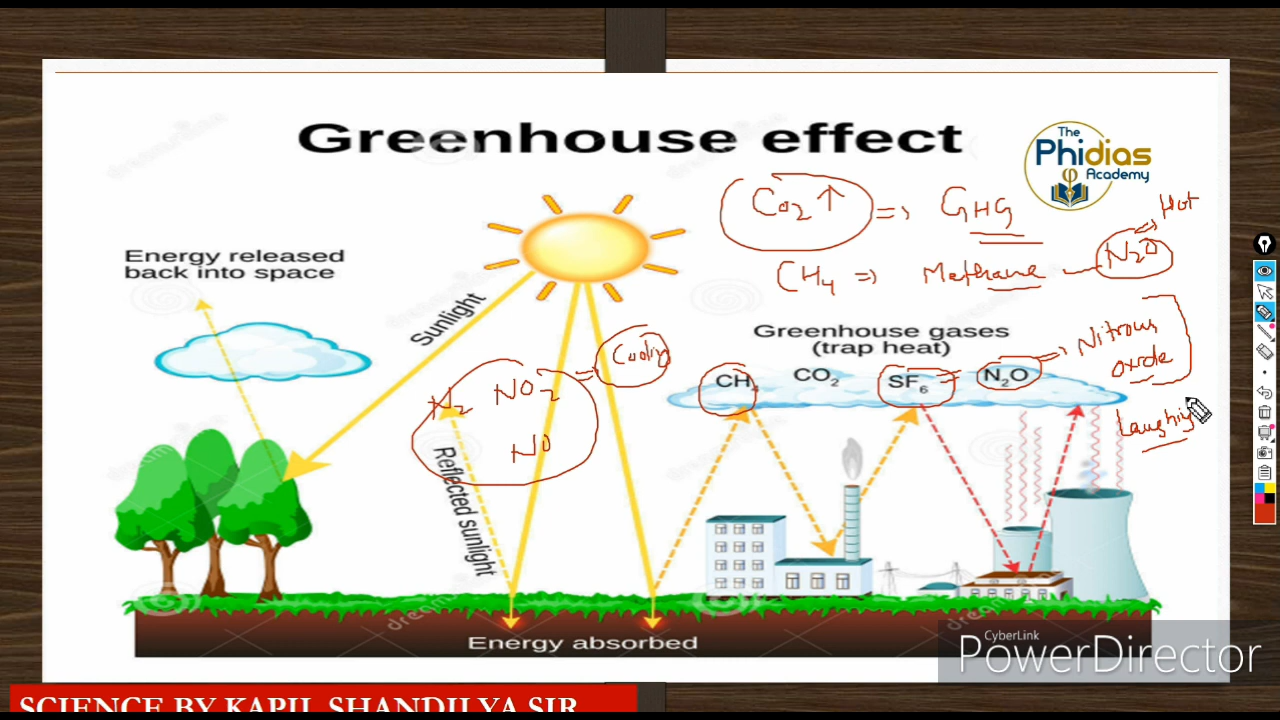 Greenhouse effect
The
Phidias
Academy
Co2 ↑ => GHG
Hot
CH4 => Methane
N2O
Energy released
back into space
Sunlight
Greenhouse gases
(trap heat)
Nitrous
oxide
Cooling
CH4 CO2 SF6 N2O
N2 NO2
NO
Laughing
Reflected sunlight
Energy absorbed
CyberLink
PowerDirector
SCIENCE BY KAPIL SHANDILYA SIR